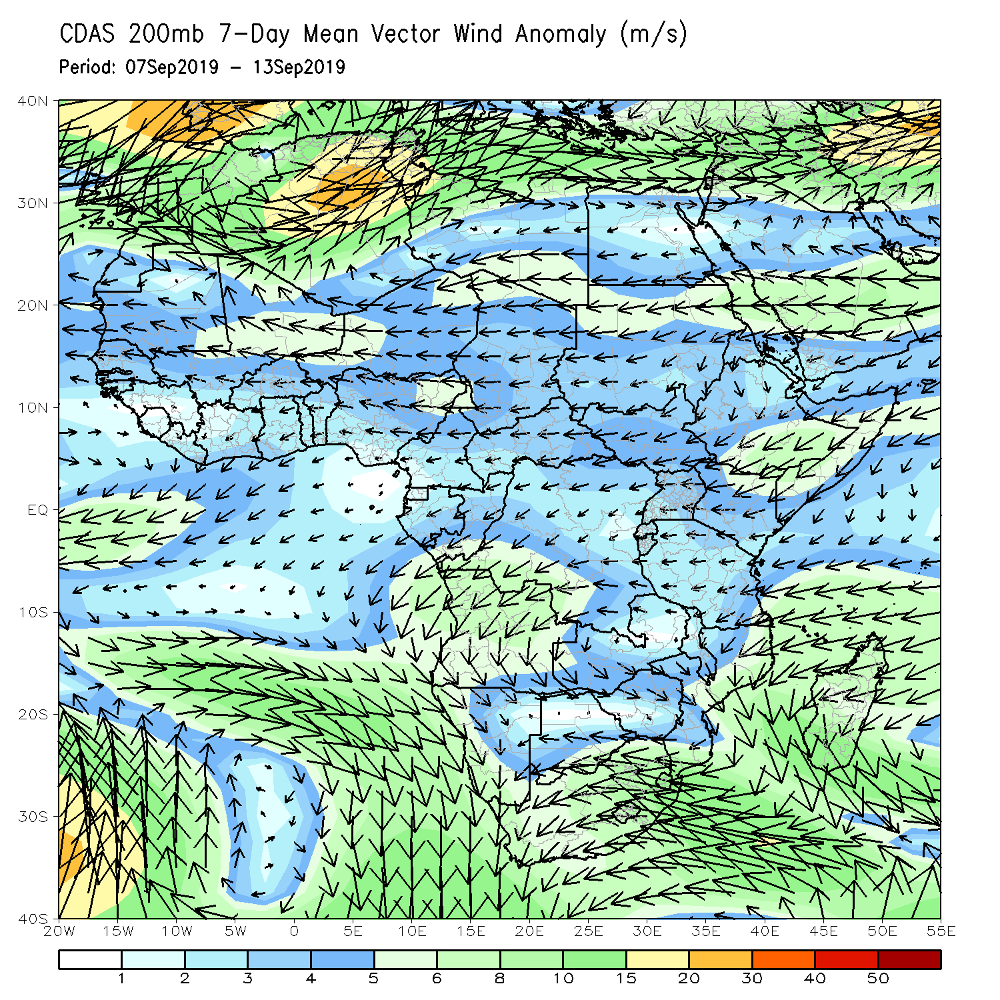 CDAS 200mb 7-Day Mean Vector Wind Anomaly (m/s)
Period: 07Sep2019 - 13Sep2019
40N
30N
20N
10N
EQ
10S
20S
30S
40S
20W 15W 10W 5W 0 5E 10E 15E 20E 25E 30E 35E 40E 45E 50E 55E
1 2 3 4 5 6 8 10 15 20 30 40 50